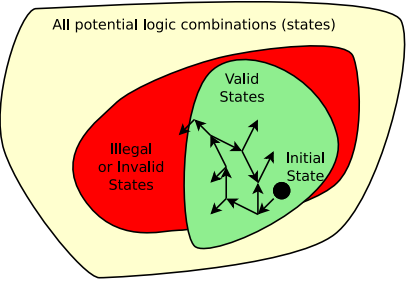 All potential logic combinations (states)
Valid
States
Illegal
or Invalid
States
Initial
State